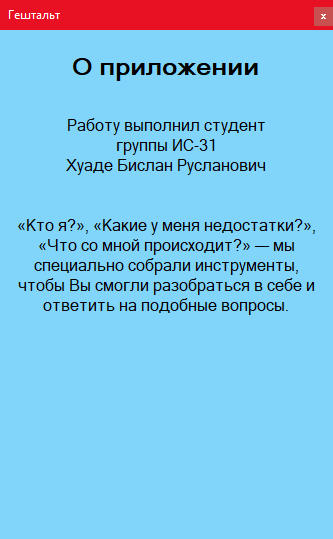 Гештальт
x
О приложении
Работу выполнил студент
группы ИС-31
Хуаде Бислан Русланович
«Кто я?», «Какие у меня недостатки?»,
«Что со мной происходит?» — мы
специально собрали инструменты,
чтобы Вы смогли разобраться в себе и
ответить на подобные вопросы.